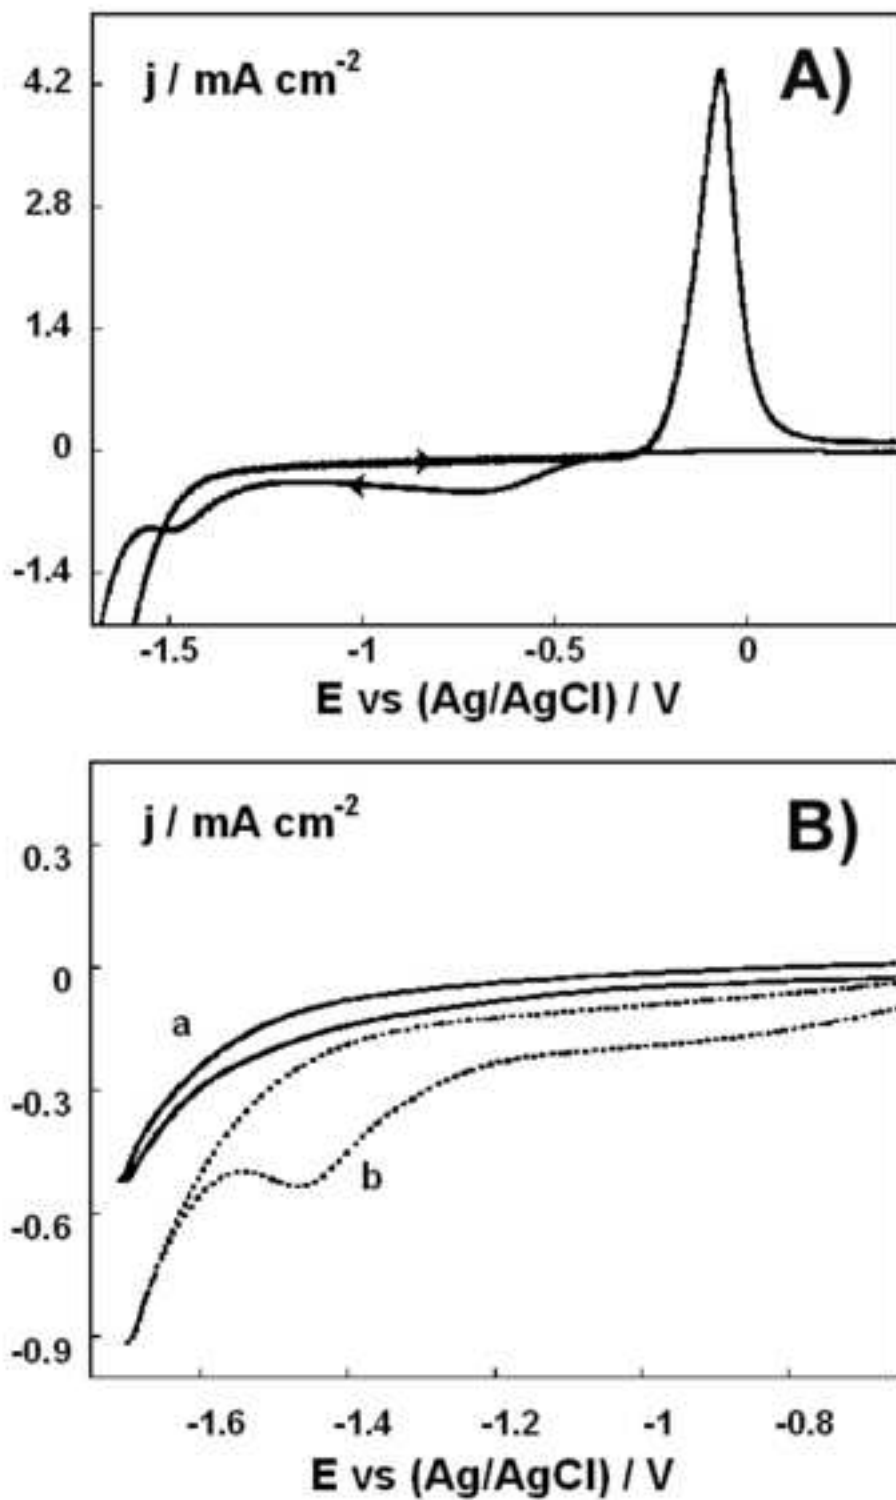 j / mA cm⁻²
A)
4.2
2.8
1.4
0
-1.4
-1.5 -1 -0.5 0
E vs (Ag/AgCl) / V
j / mA cm⁻²
B)
0.3
0
a
-0.3
b
-0.6
-0.9
-1.6 -1.4 -1.2 -1 -0.8
E vs (Ag/AgCl) / V